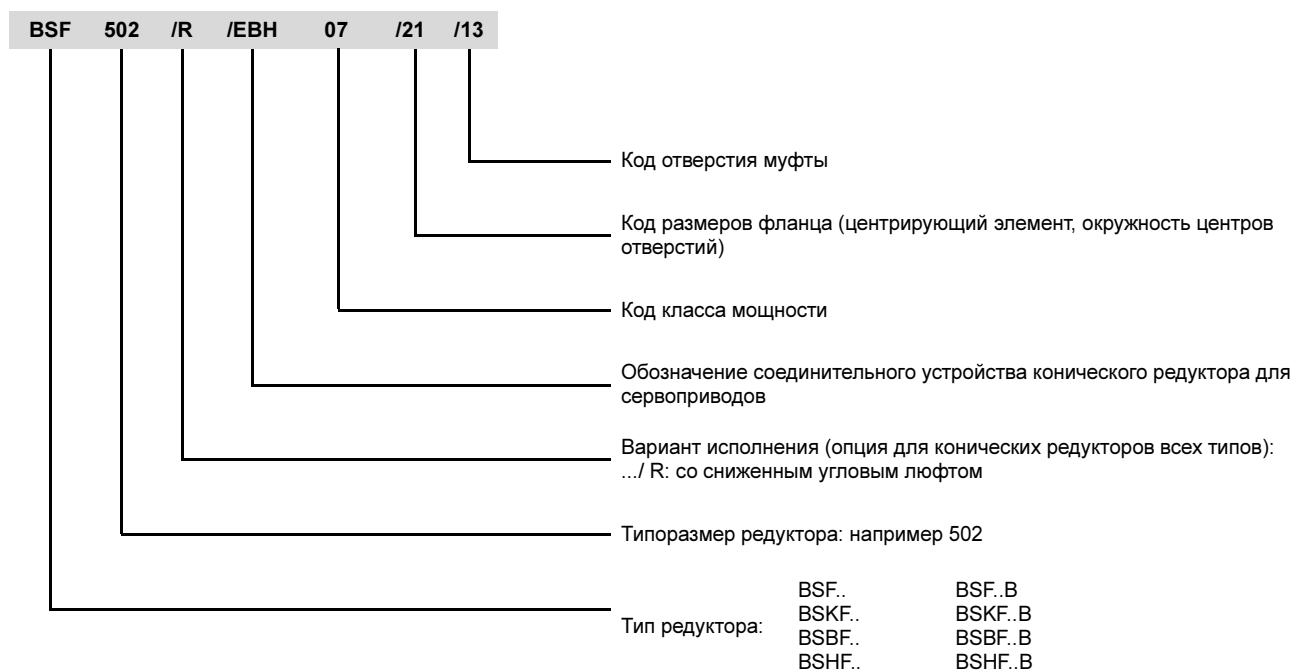 BSF 502 /R /EBH 07 /21 /13
Код отверстия муфты
Код размеров фланца (центрирующий элемент, окружность центров
отверстий)
Код класса мощности
Обозначение соединительного устройства конического редуктора для
сервоприводов
Вариант исполнения (опция для конических редукторов всех типов):
.../ R: со сниженным угловым люфтом
Типоразмер редуктора: например 502
Тип редуктора:
BSF.. BSF..B
BSKF.. BSKF..B
BSBF.. BSBF..B
BSHF.. BSHF..B